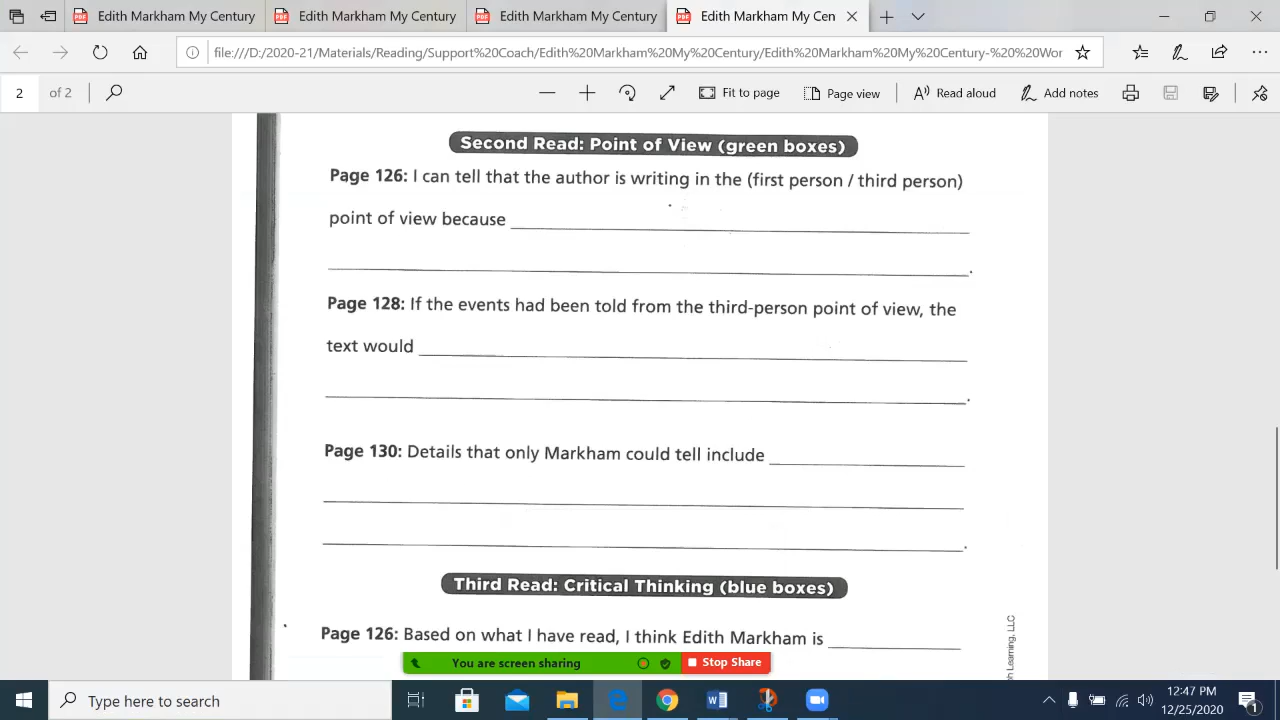 Edith Markham My Century
Edith Markham My Century
Edith Markham My Century
Edith Markham My Cen
file:///D:/2020-21/Materials/Reading/Support%20Coach/Edith%20Markham%20My%20Century/Edith%20Markham%20My%20Century-%20%20Wor
2 of 2
Fit to page
Page view
Read aloud
Add notes
Second Read: Point of View (green boxes)
Page 126: I can tell that the author is writing in the (first person / third person)
point of view because
Page 128: If the events had been told from the third-person point of view, the
text would
Page 130: Details that only Markham could tell include
Third Read: Critical Thinking (blue boxes)
Page 126: Based on what I have read, I think Edith Markham is
Learning, LLC
You are screen sharing
Stop Share
Type here to search
12:47 PM
12/25/2020
1